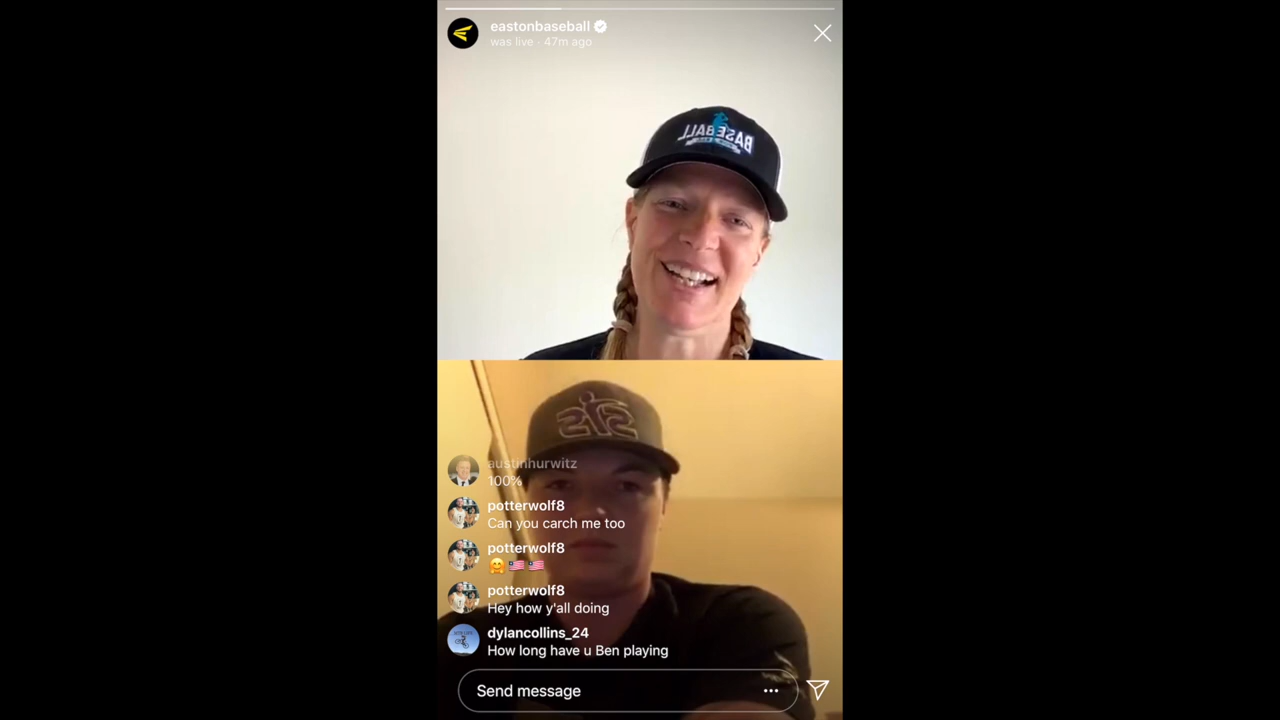 eastonbaseball
was live · 47m ago
BASEBALL
austinhurwitz
100%
potterwolf8
Can you carch me too
potterwolf8
🤗🇺🇸🇺🇸
potterwolf8
Hey how y'all doing
dylancollins_24
How long have u Ben playing
Send message